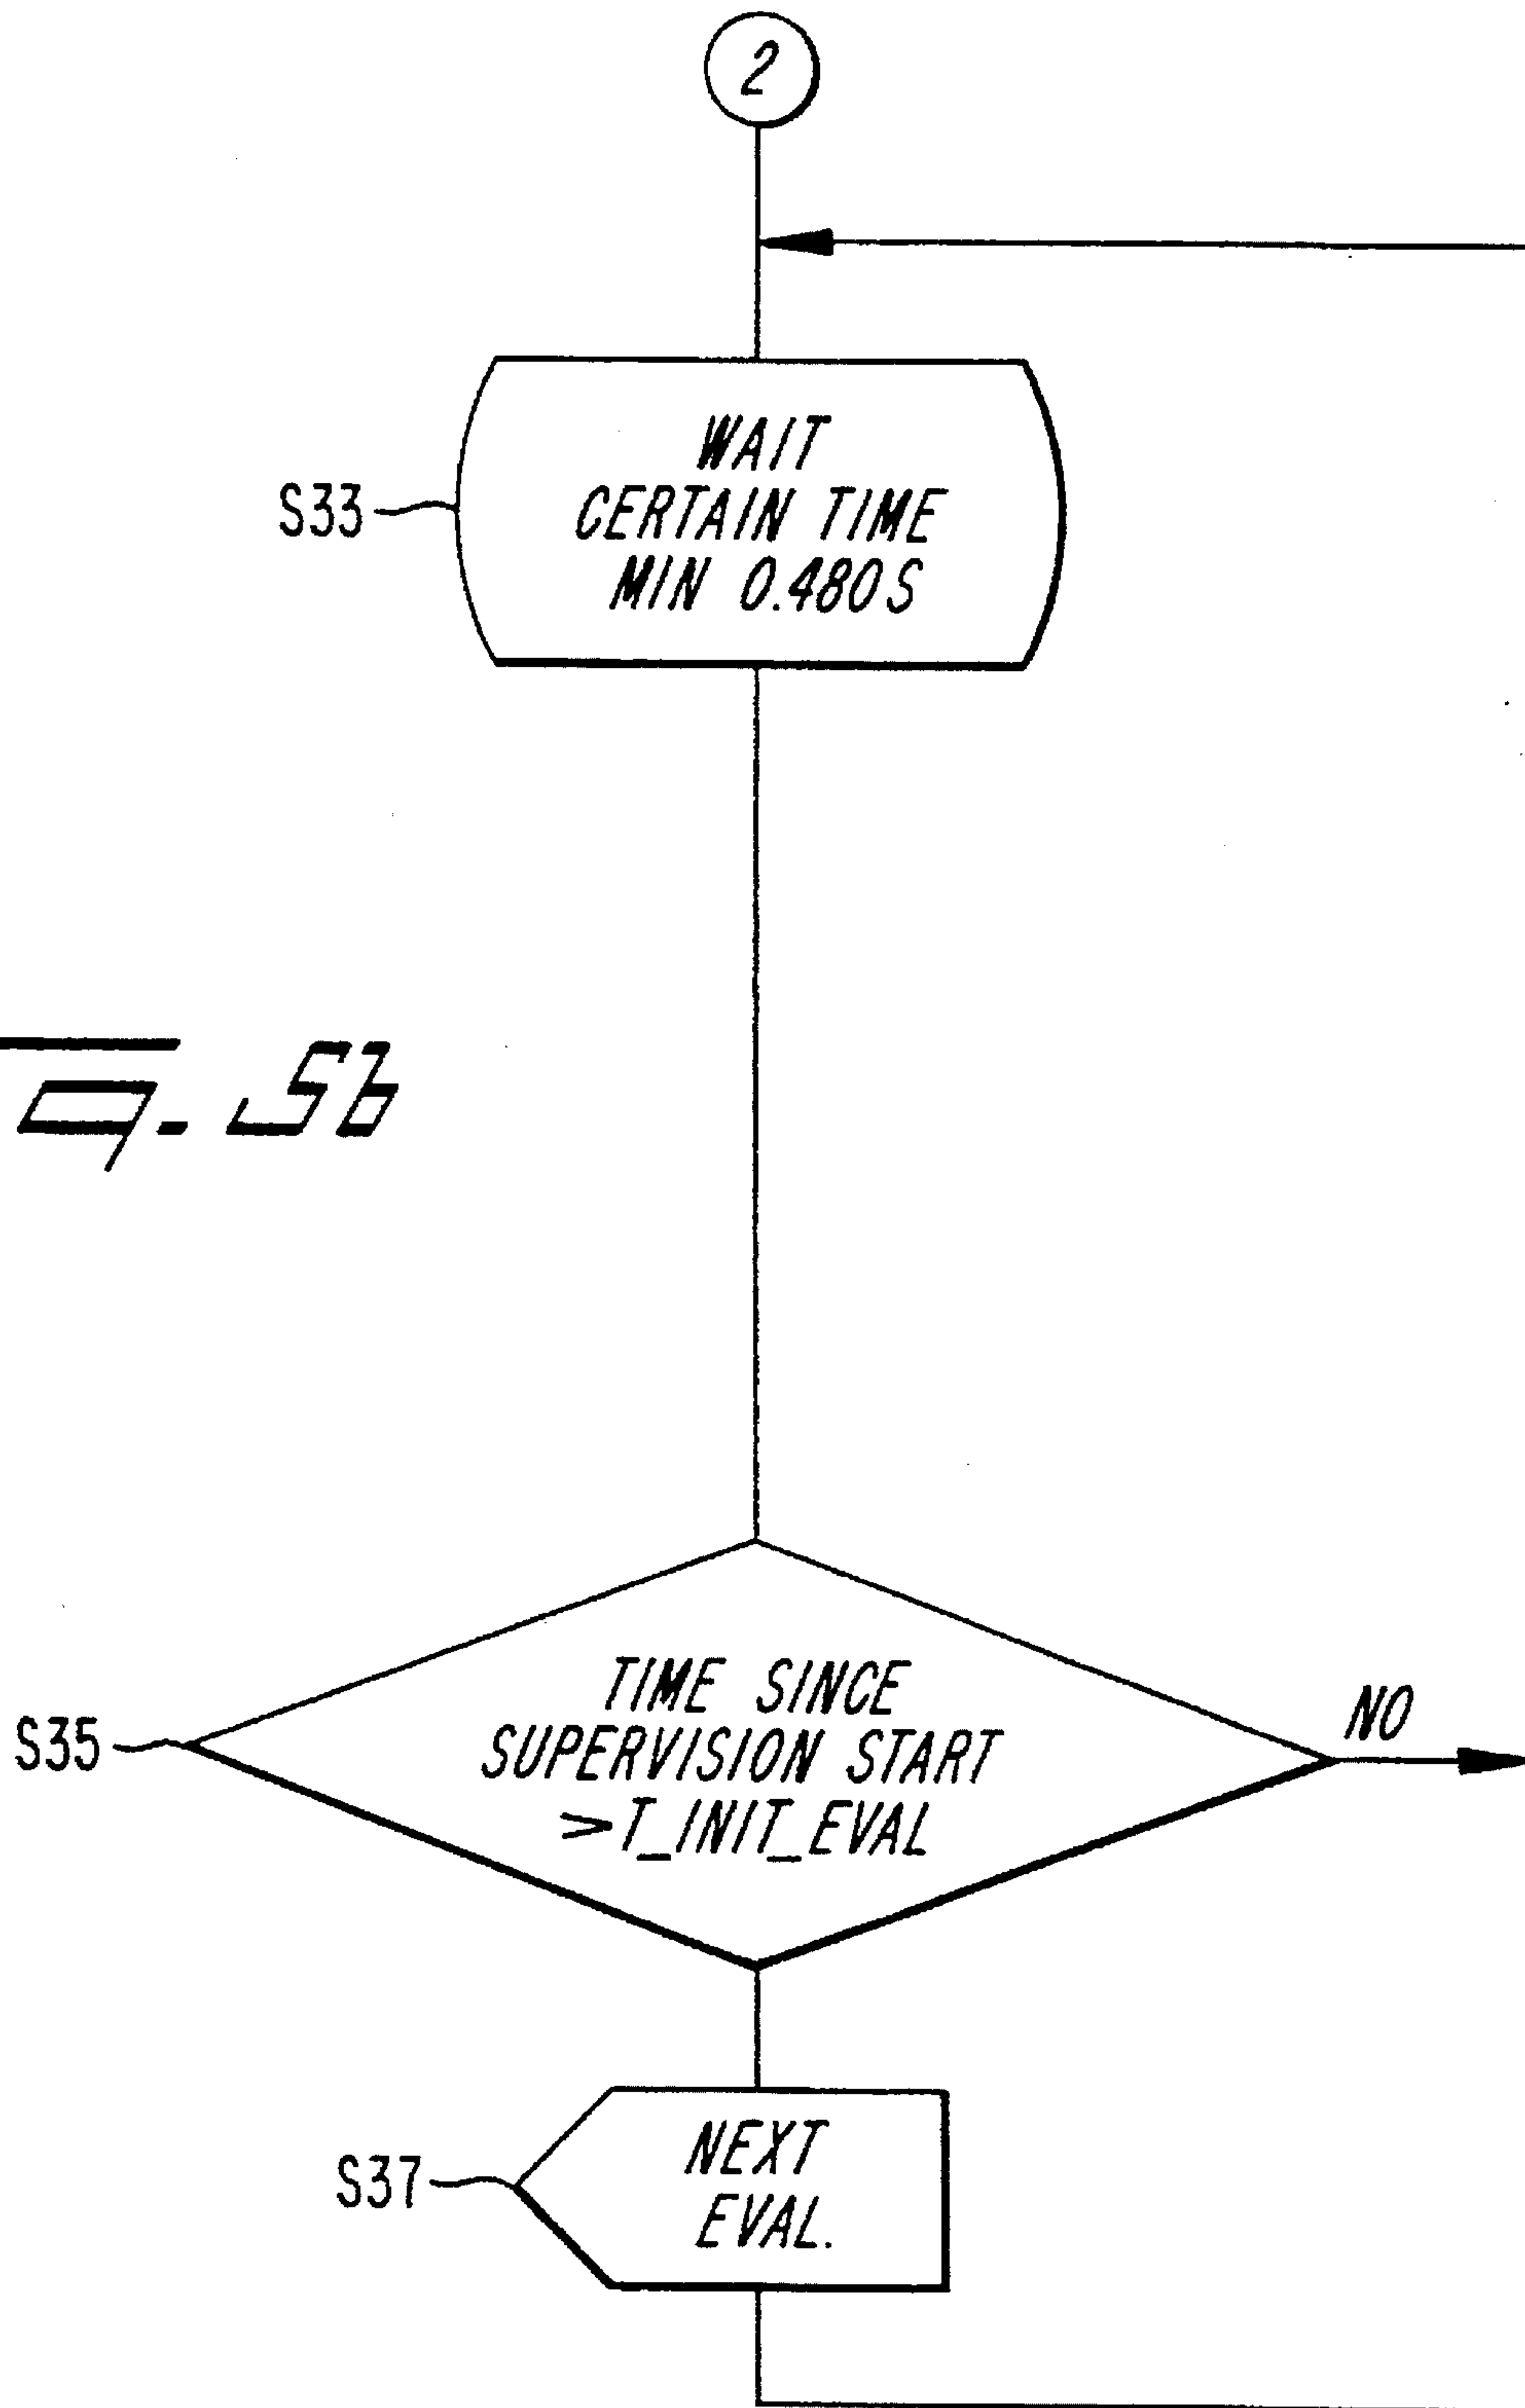 2
WAIT
CERTAIN TIME
MIN 0.480S
S33
g. 5b
TIME SINCE
SUPERVISION START
>T_INIT_EVAL
S35
NO
NEXT
EVAL.
S37